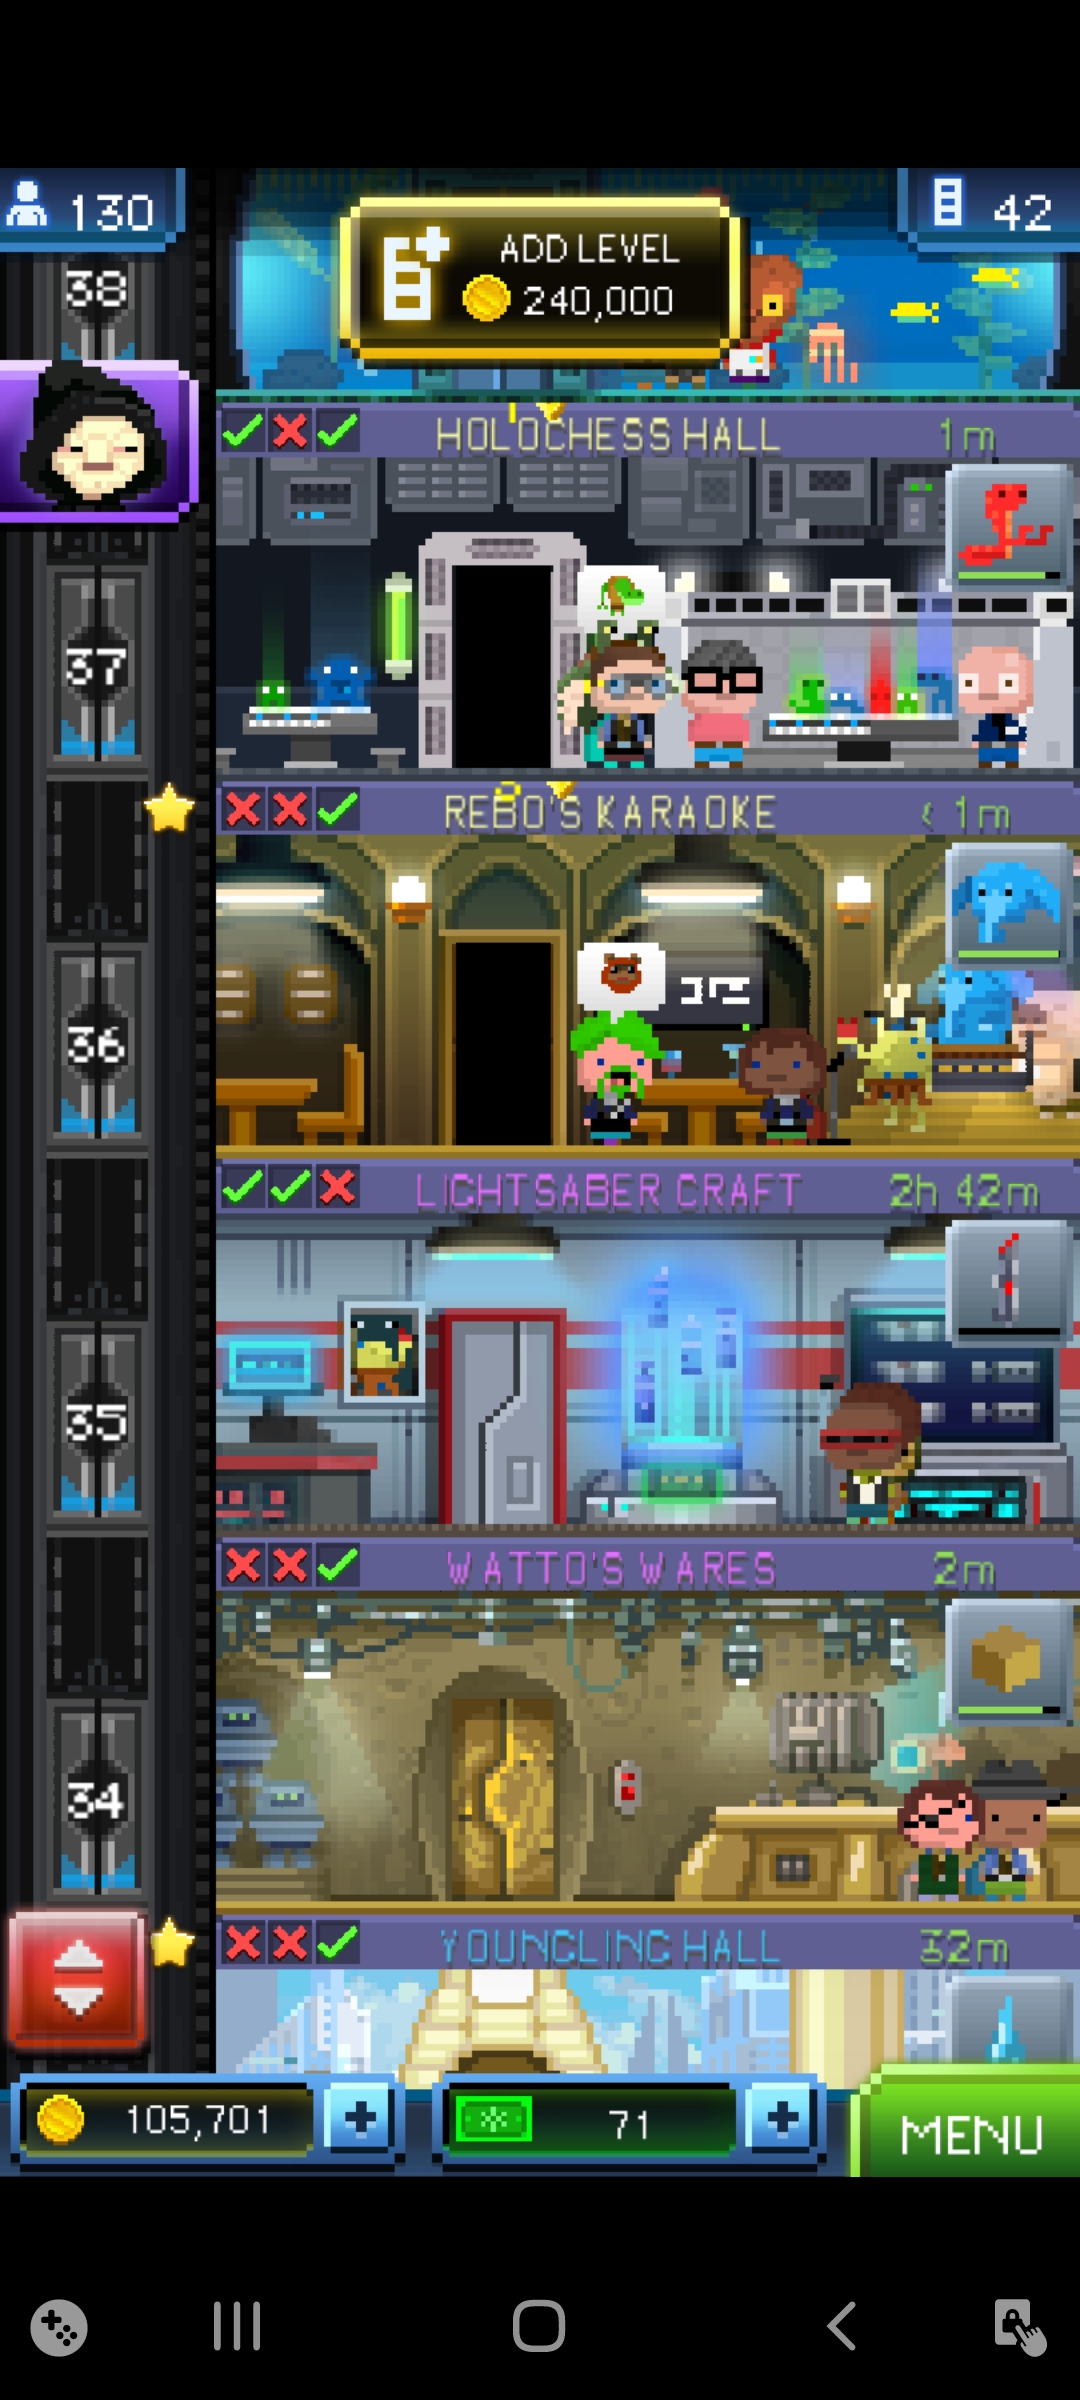 130
ADD LEVEL
240,000
42
38
HOLOCHESS HALL 1m
37
REBO'S KARAOKE < 1m
36
LIGHTSABER CRAFT 2h 42m
35
WATTO'S WARES 2m
34
YOUNGLING HALL 32m
105,701
71
MENU